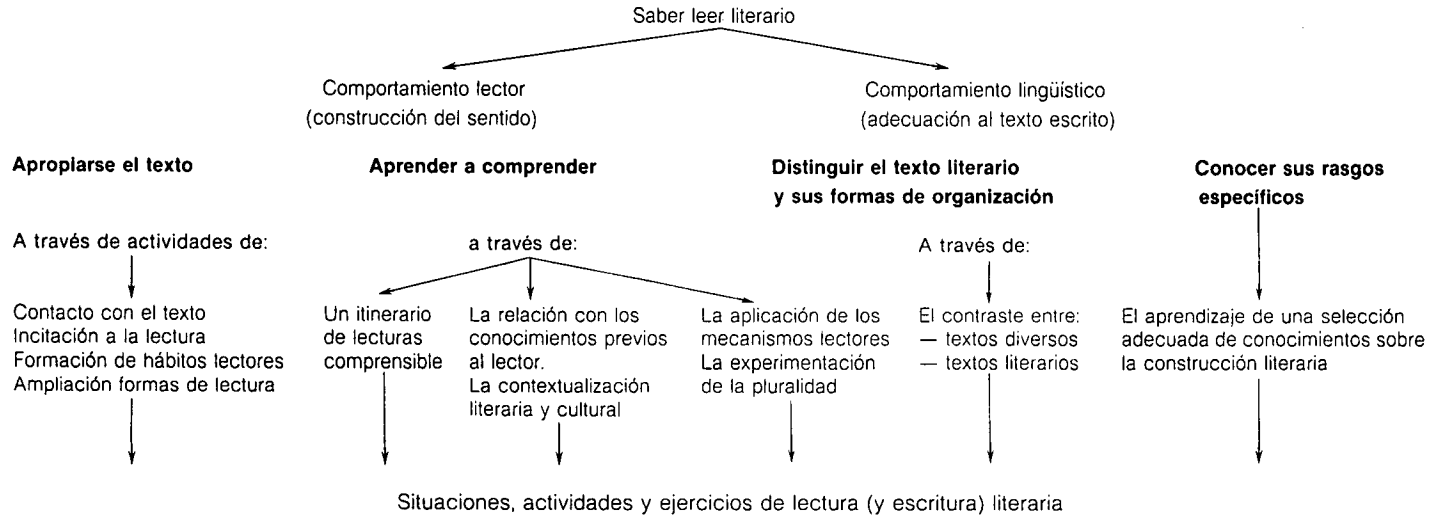 Saber leer literario
Comportamiento lector
(construcción del sentido)
Comportamiento lingüístico
(adecuación al texto escrito)
Apropiarse el texto
Aprender a comprender
Distinguir el texto literario
y sus formas de organización
Conocer sus rasgos
específicos
A través de actividades de:
a través de:
A través de:
Contacto con el texto
Incitación a la lectura
Formación de hábitos lectores
Ampliación formas de lectura
Un itinerario
de lecturas
comprensible
La relación con los
conocimientos previos
al lector.
La contextualización
literaria y cultural
La aplicación de los
mecanismos lectores
La experimentación
de la pluralidad
El contraste entre:
— textos diversos
— textos literarios
El aprendizaje de una selección
adecuada de conocimientos sobre
la construcción literaria
Situaciones, actividades y ejercicios de lectura (y escritura) literaria